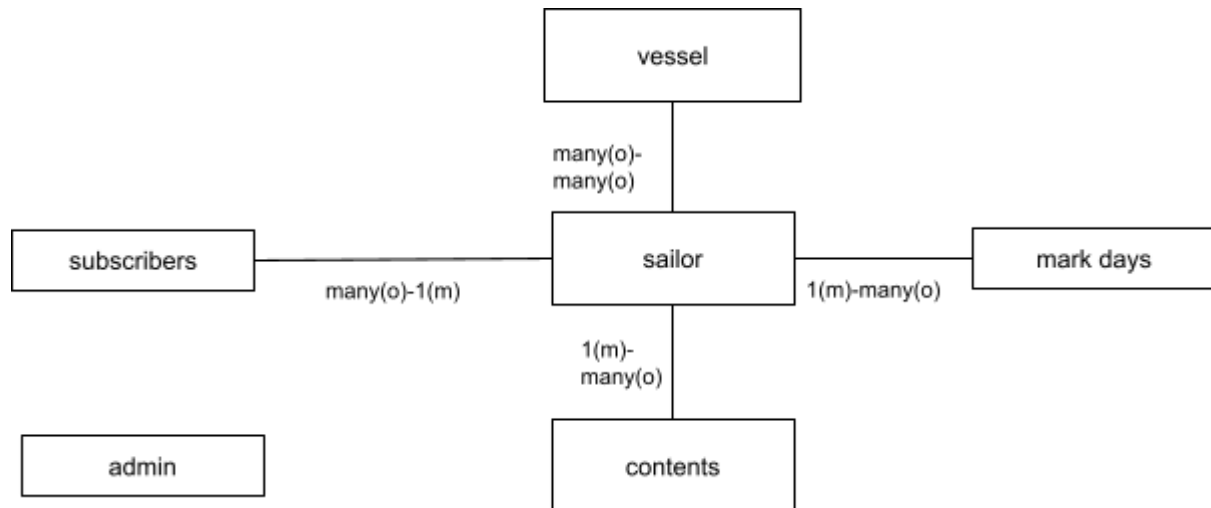 vessel
many(o)-
many(o)
subscribers
sailor
mark days
many(o)-1(m)
1(m)-many(o)
1(m)-
many(o)
admin
contents